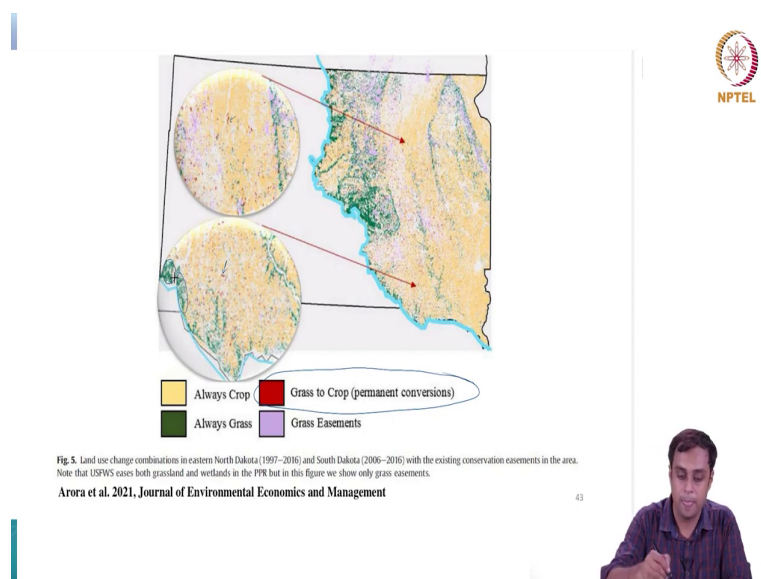 NPTEL
Always Crop
Grass to Crop (permanent conversions)
Always Grass
Grass Easements
Fig. 5. Land use change combinations in eastern North Dakota (1997–2016) and South Dakota (2006–2016) with the existing conservation easements in the area.
Note that USFWS eases both grassland and wetlands in the PPR but in this figure we show only grass easements.
Arora et al. 2021, Journal of Environmental Economics and Management
43